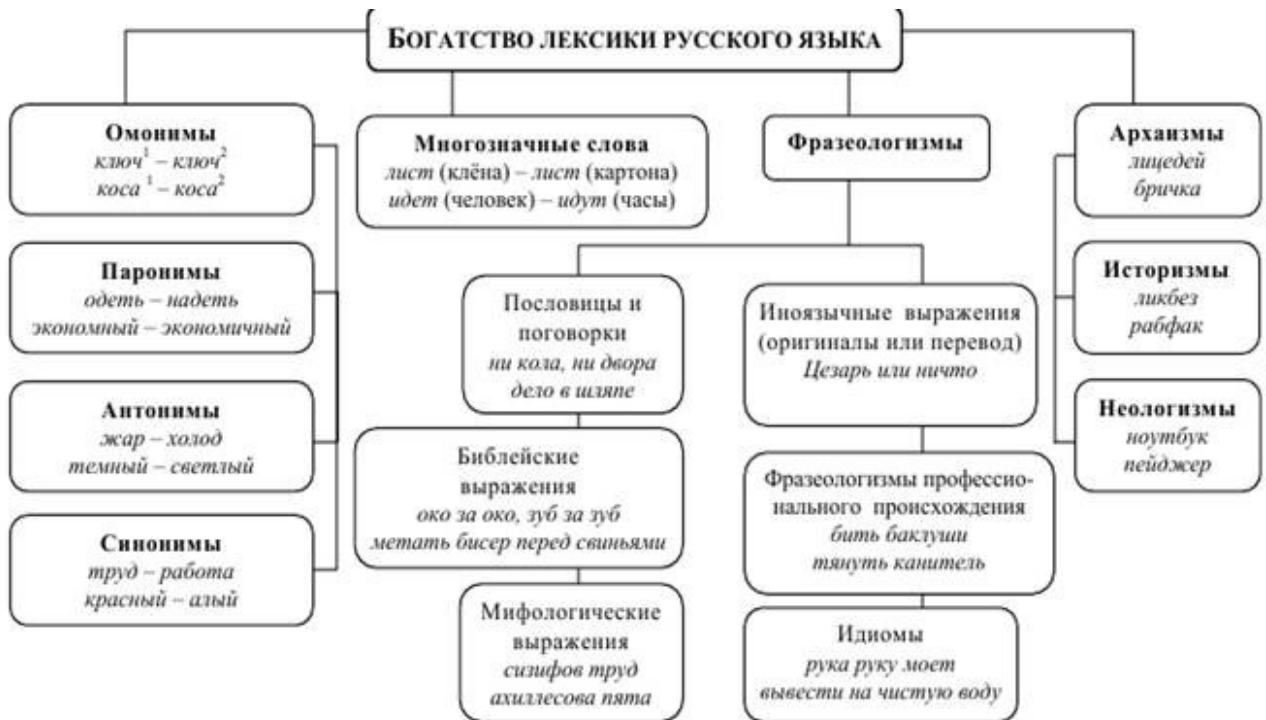 БОГАТСТВО ЛЕКСИКИ РУССКОГО ЯЗЫКА
Омонимы
ключ¹ – ключ²
коса ¹ – коса²
Паронимы
одеть – надеть
экономный – экономичный
Антонимы
жар – холод
темный – светлый
Синонимы
труд – работа
красный – алый
Многозначные слова
лист (клёна) – лист (картона)
идет (человек) – идут (часы)
Фразеологизмы
Пословицы и
поговорки
ни кола, ни двора
дело в шляпе
Библейские
выражения
око за око, зуб за зуб
метать бисер перед свиньями
Мифологические
выражения
сизифов труд
ахиллесова пята
Иноязычные выражения
(оригиналы или перевод)
Цезарь или ничто
Фразеологизмы профессио-
нального происхождения
бить баклуши
тянуть канитель
Идиомы
рука руку моет
вывести на чистую воду
Архаизмы
лицедей
бричка
Историзмы
ликбез
рабфак
Неологизмы
ноутбук
пейджер